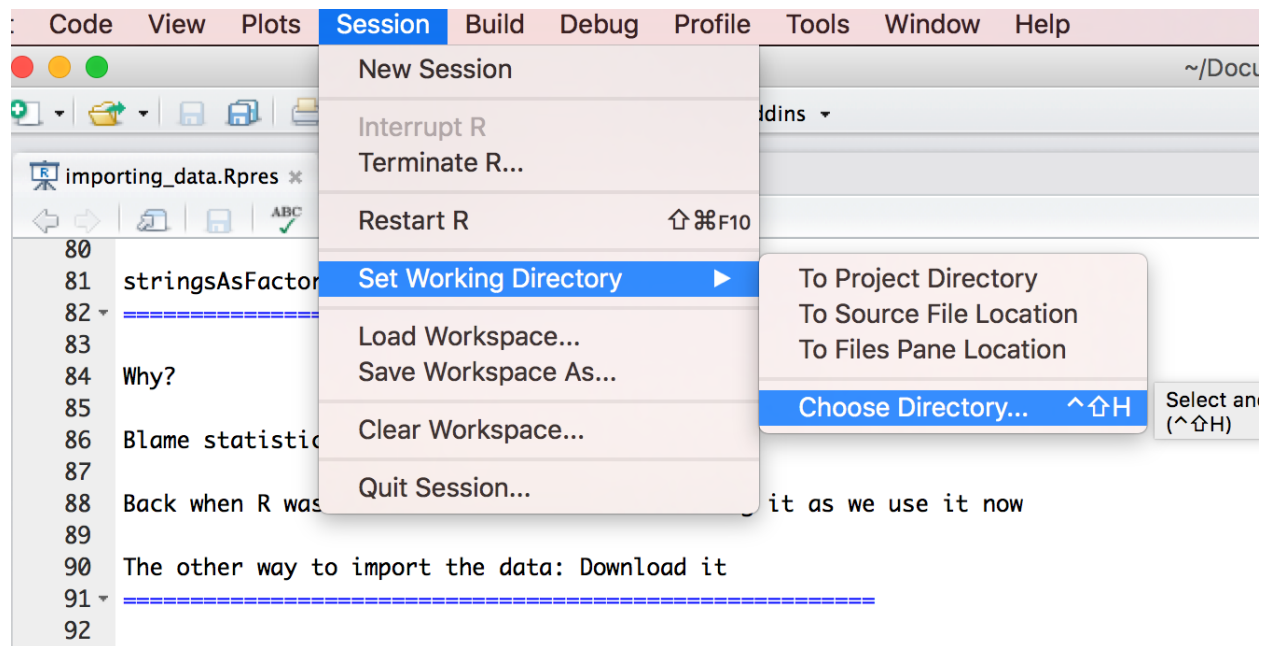 Code View Plots Session Build Debug Profile Tools Window Help
~/Docu
New Session
ddins
Interrupt R
Terminate R...
importing_data.Rpres
ABC
Restart R ⇧⌘F10
Set Working Directory ▶
To Project Directory
To Source File Location
To Files Pane Location
Choose Directory... ^⇧H
Select an
(^⇧H)
Load Workspace...
Save Workspace As...
Clear Workspace...
Quit Session...
80
81 stringsAsFactor
82 ===============
83
84 Why?
85
86 Blame statistic
87
88 Back when R was it as we use it now
89
90 The other way to import the data: Download it
91 ========================================================
92